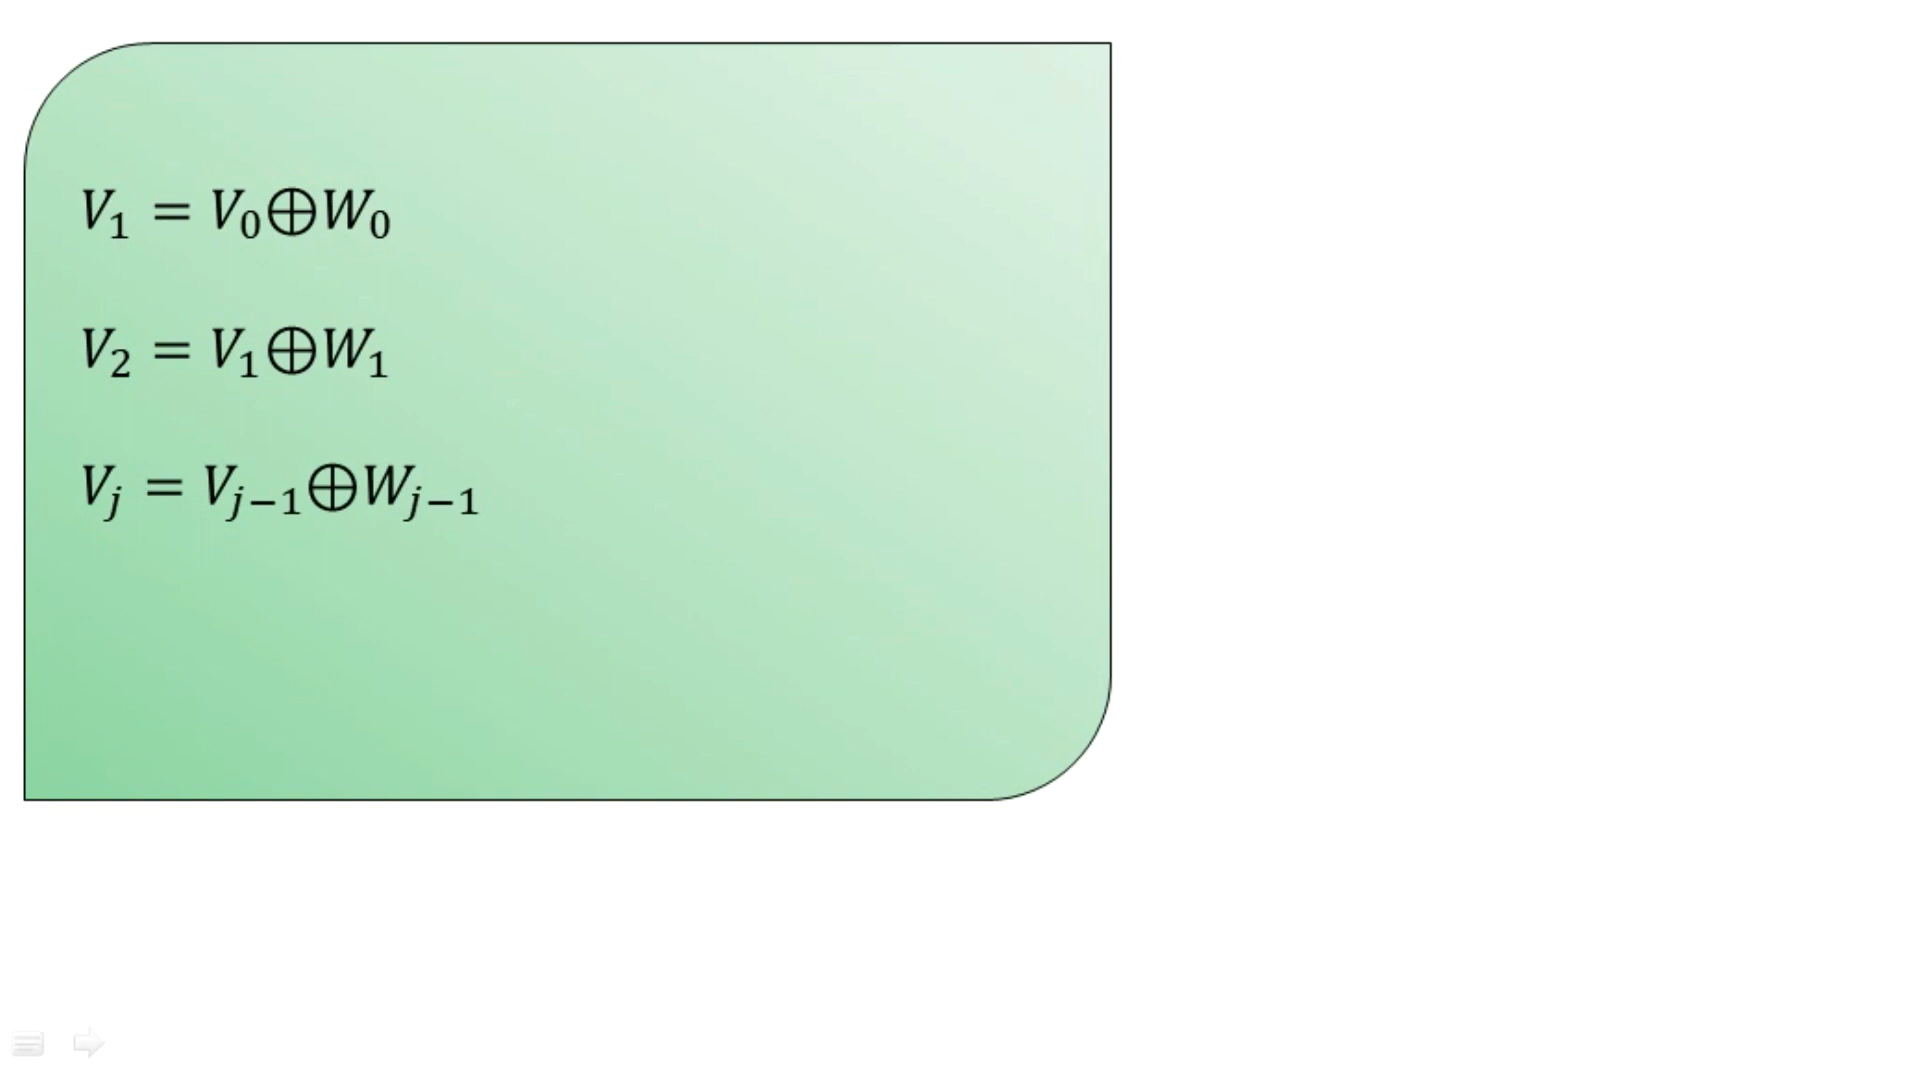 V₁ = V₀⊕W₀
V₂ = V₁⊕W₁
Vⱼ = Vⱼ₋₁⊕Wⱼ₋₁